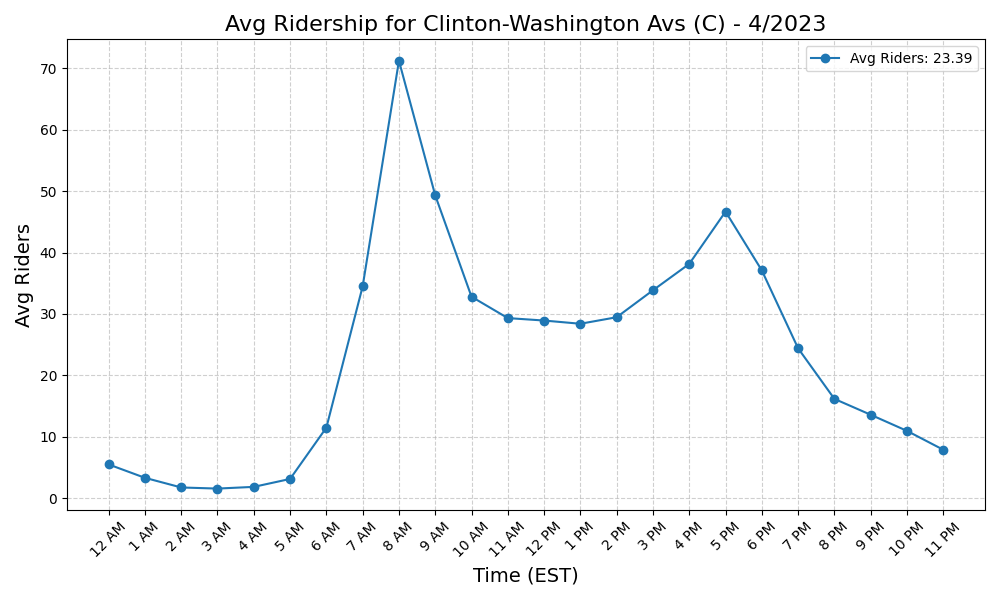 Avg Ridership for Clinton-Washington Avs (C) - 4/2023
Avg Riders: 23.39
Avg Riders
70
60
50
40
30
20
10
0
12 AM
1 AM
2 AM
3 AM
4 AM
5 AM
6 AM
7 AM
8 AM
9 AM
10 AM
11 AM
12 PM
1 PM
2 PM
3 PM
4 PM
5 PM
6 PM
7 PM
8 PM
9 PM
10 PM
11 PM
Time (EST)